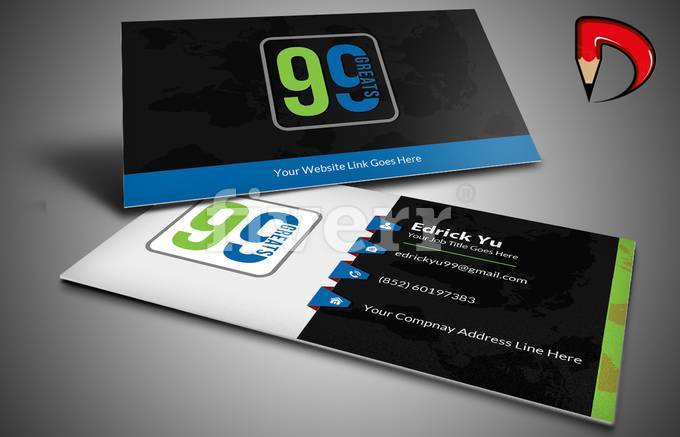 99
GREATS
Your Website Link Goes Here
fiverr®
99
GREATS
Edrick Yu
Your Job Title Goes Here
edrickyu99@gmail.com
(852) 60197383
Your Compnay Address Line Here